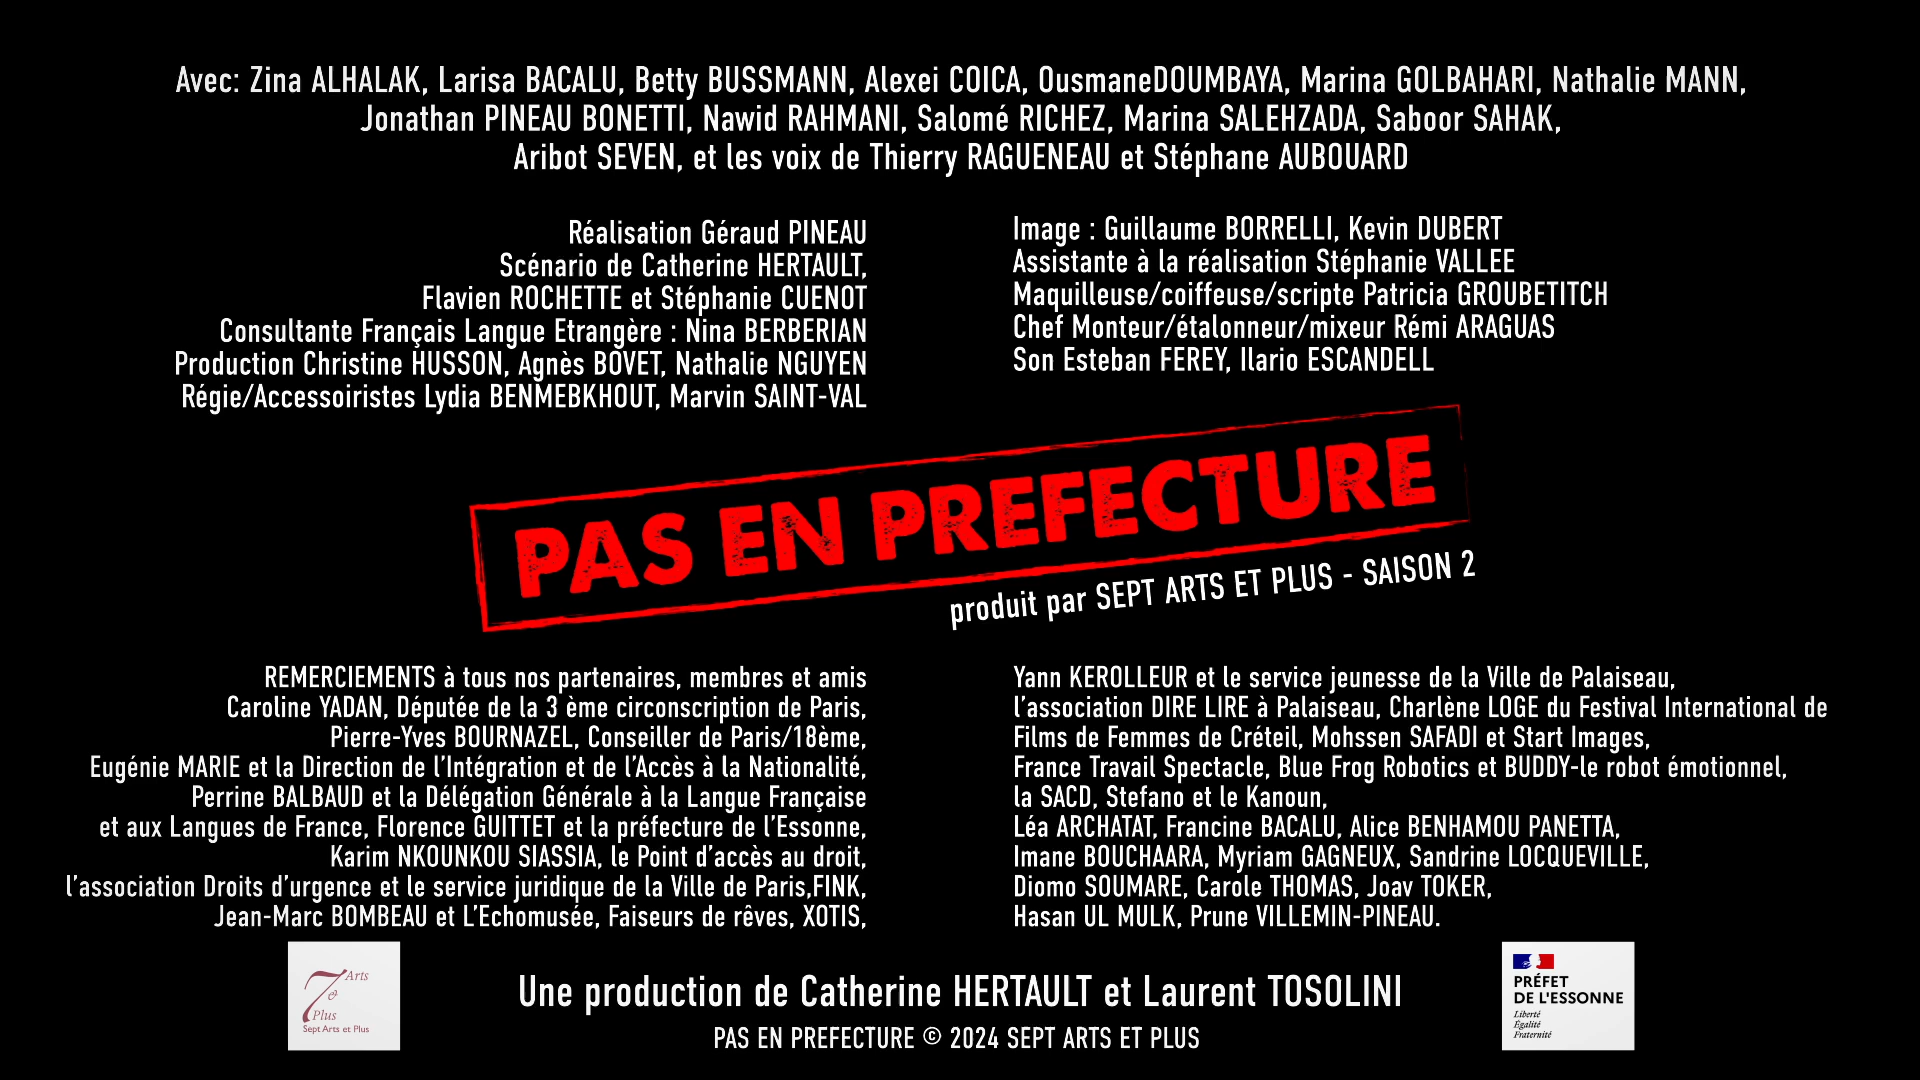 Avec: Zina ALHALAK, Larisa BACALU, Betty BUSSMANN, Alexei COICA, OusmaneDOUMBAYA, Marina GOLBAHARI, Nathalie MANN,
Jonathan PINEAU BONETTI, Nawid RAHMANI, Salomé RICHEZ, Marina SALEHZADA, Saboor SAHAK,
Aribot SEVEN, et les voix de Thierry RAGUENEAU et Stéphane AUBOUARD
Réalisation Géraud PINEAU
Scénario de Catherine HERTAULT,
Flavien ROCHETTE et Stéphanie CUENOT
Consultante Français Langue Etrangère : Nina BERBERIAN
Production Christine HUSSON, Agnès BOVET, Nathalie NGUYEN
Régie/Accessoiristes Lydia BENMEBKHOUT, Marvin SAINT-VAL
Image : Guillaume BORRELLI, Kevin DUBERT
Assistante à la réalisation Stéphanie VALLEE
Maquilleuse/coiffeuse/scripte Patricia GROUBETITCH
Chef Monteur/étalonneur/mixeur Rémi ARAGUAS
Son Esteban FEREY, Ilario ESCANDELL
PAS EN PREFECTURE
produit par SEPT ARTS ET PLUS - SAISON 2
REMERCIEMENTS à tous nos partenaires, membres et amis
Caroline YADAN, Députée de la 3 ème circonscription de Paris,
Pierre-Yves BOURNAZEL, Conseiller de Paris/18ème,
Eugénie MARIE et la Direction de l'Intégration et de l'Accès à la Nationalité,
Perrine BALBAUD et la Délégation Générale à la Langue Française
et aux Langues de France, Florence GUITTET et la préfecture de l'Essonne,
Karim NKOUNKOU SIASSIA, le Point d'accès au droit,
l'association Droits d'urgence et le service juridique de la Ville de Paris,FINK,
Jean-Marc BOMBEAU et L'Echomusée, Faiseurs de rêves, XOTIS,
Yann KEROLLEUR et le service jeunesse de la Ville de Palaiseau,
l'association DIRE LIRE à Palaiseau, Charlène LOGE du Festival International de
Films de Femmes de Créteil, Mohssen SAFADI et Start Images,
France Travail Spectacle, Blue Frog Robotics et BUDDY-le robot émotionnel,
la SACD, Stefano et le Kanoun,
Léa ARCHATAT, Francine BACALU, Alice BENHAMOU PANETTA,
Imane BOUCHAARA, Myriam GAGNEUX, Sandrine LOCQUEVILLE,
Diomo SOUMARE, Carole THOMAS, Joav TOKER,
Hasan UL MULK, Prune VILLEMIN-PINEAU.
7 Arts
&
Plus
Sept Arts et Plus
Une production de Catherine HERTAULT et Laurent TOSOLINI
PAS EN PREFECTURE © 2024 SEPT ARTS ET PLUS
PRÉFET
DE L'ESSONNE
Liberté
Égalité
Fraternité